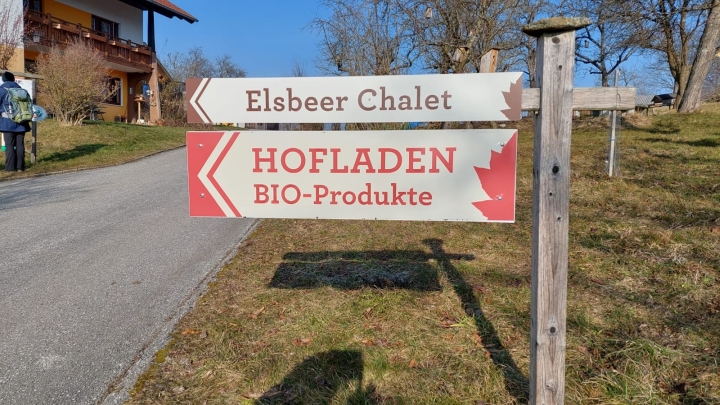 Elsbeer Chalet
HOFLADEN
BIO-Produkte